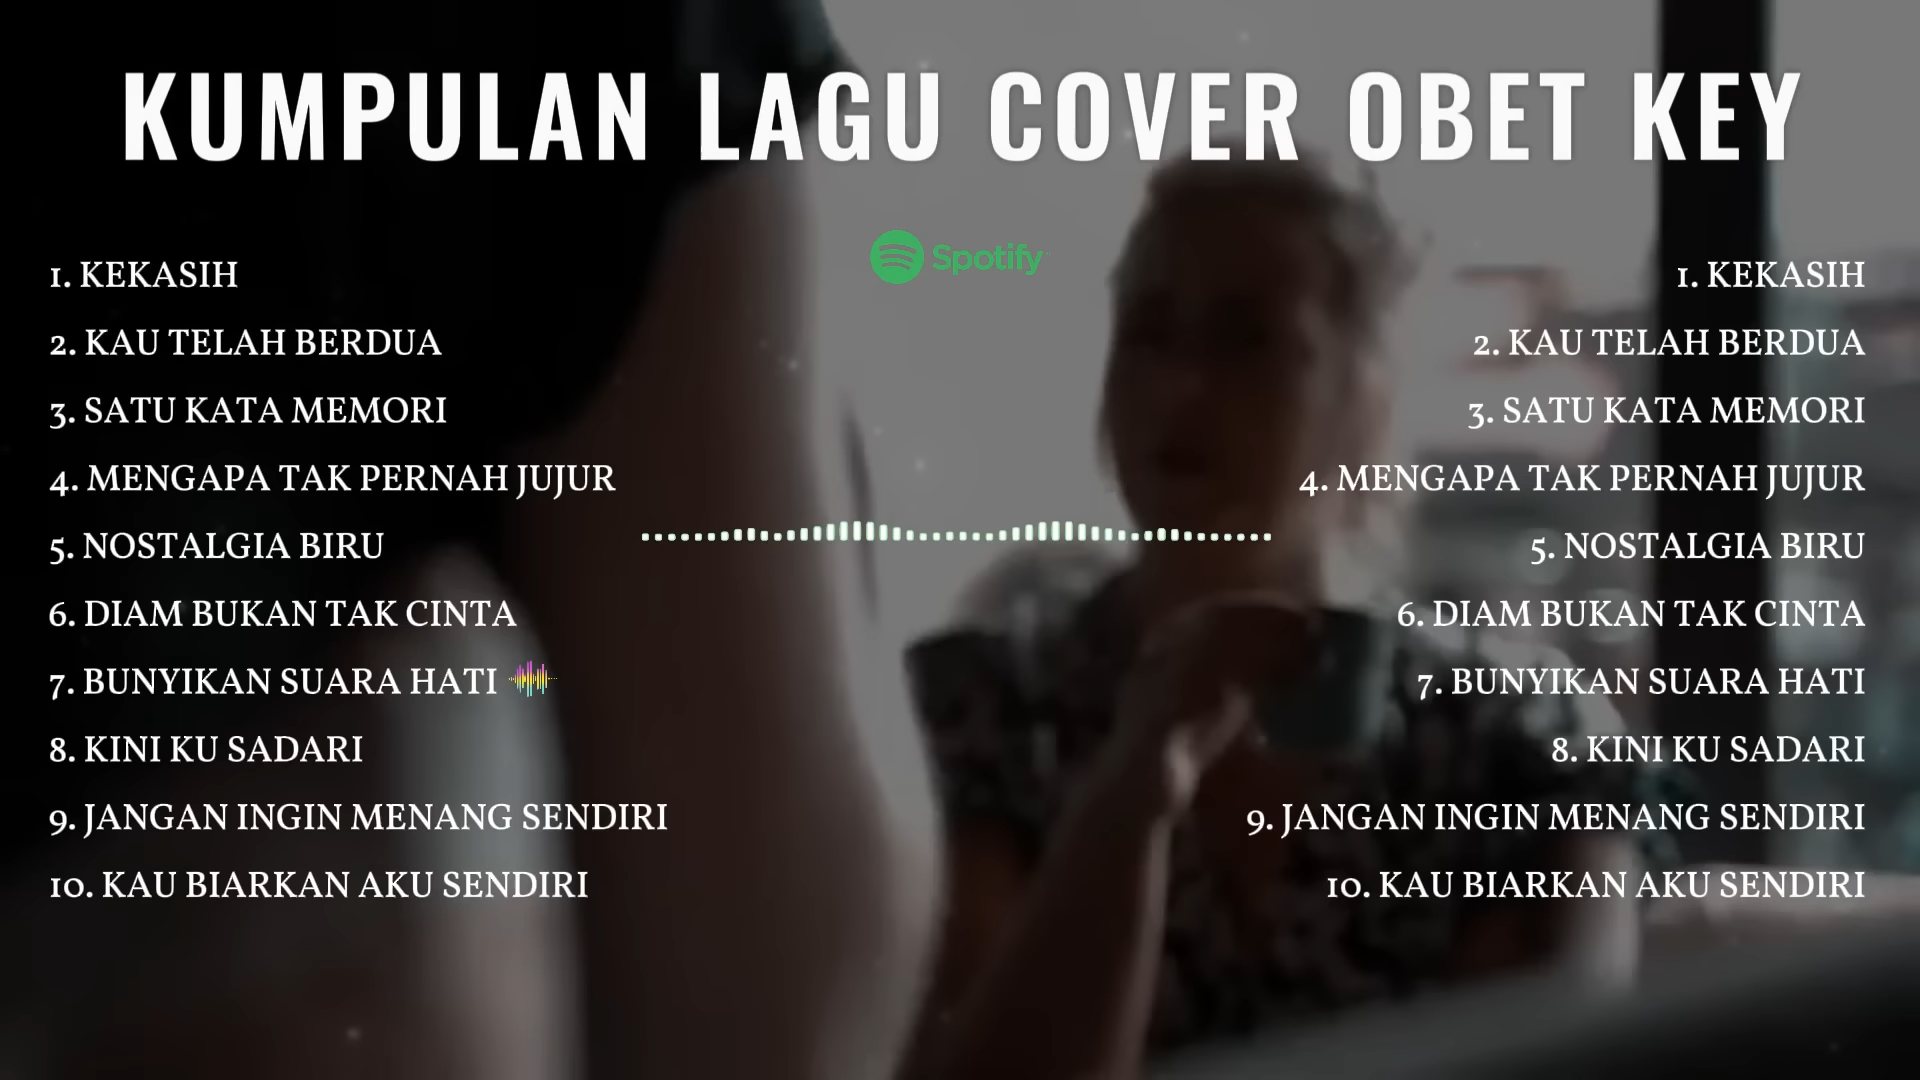 KUMPULAN LAGU COVER OBET KEY
Spotify
1. KEKASIH
2. KAU TELAH BERDUA
3. SATU KATA MEMORI
4. MENGAPA TAK PERNAH JUJUR
5. NOSTALGIA BIRU
6. DIAM BUKAN TAK CINTA
7. BUNYIKAN SUARA HATI
8. KINI KU SADARI
9. JANGAN INGIN MENANG SENDIRI
10. KAU BIARKAN AKU SENDIRI
1. KEKASIH
2. KAU TELAH BERDUA
3. SATU KATA MEMORI
4. MENGAPA TAK PERNAH JUJUR
5. NOSTALGIA BIRU
6. DIAM BUKAN TAK CINTA
7. BUNYIKAN SUARA HATI
8. KINI KU SADARI
9. JANGAN INGIN MENANG SENDIRI
10. KAU BIARKAN AKU SENDIRI